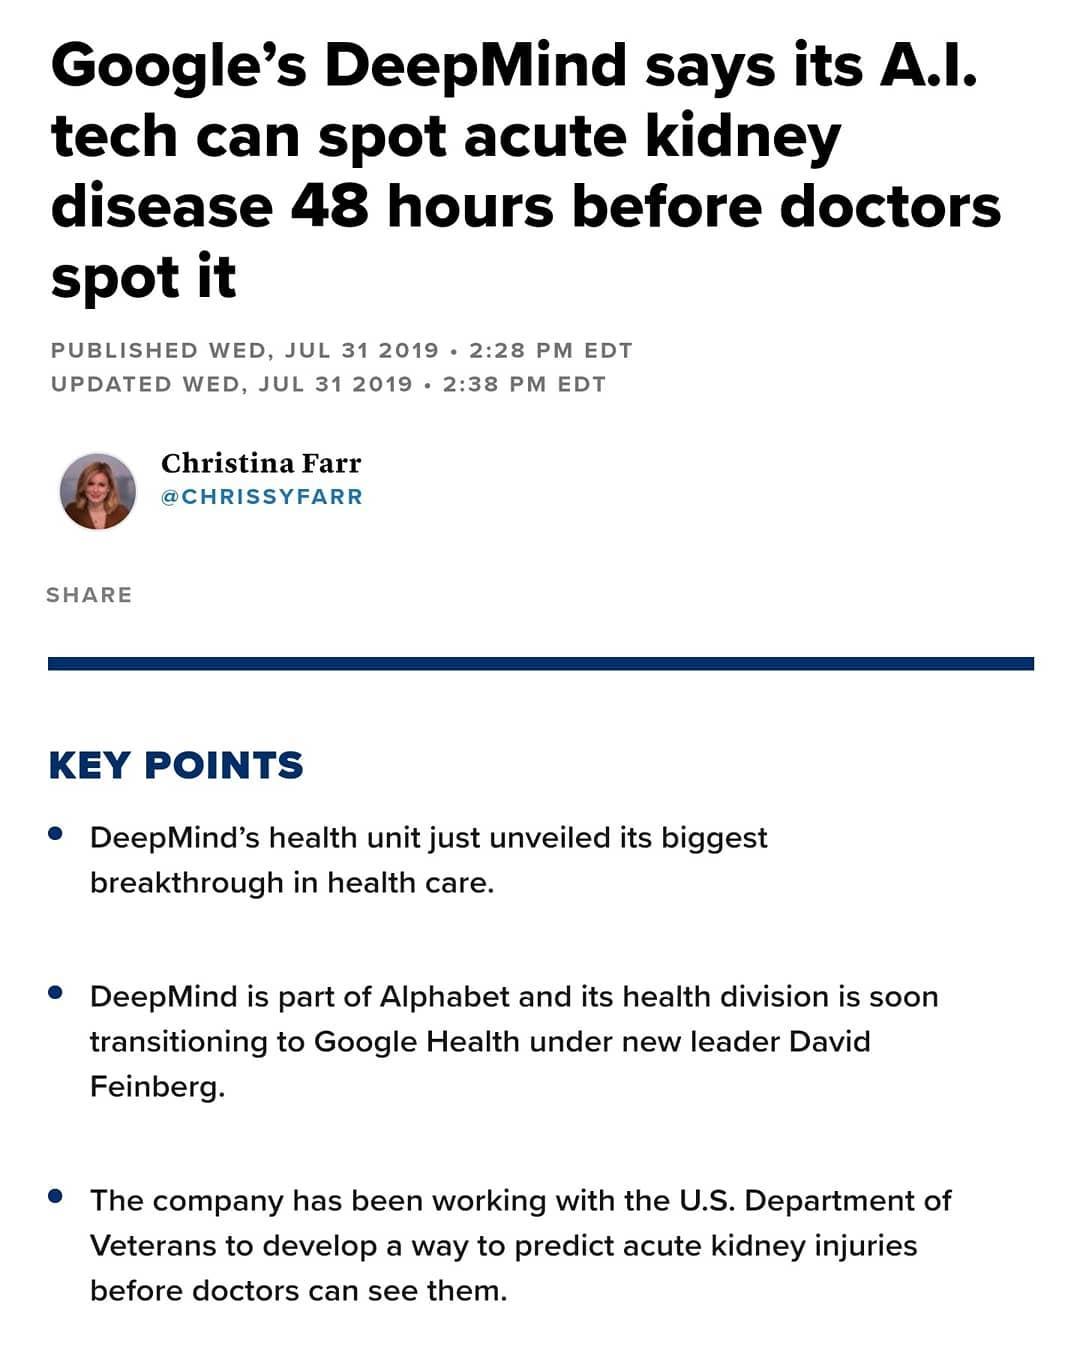 Google’s DeepMind says its A.I.
tech can spot acute kidney
disease 48 hours before doctors
spot it
PUBLISHED WED, JUL 31 2019 • 2:28 PM EDT
UPDATED WED, JUL 31 2019 • 2:38 PM EDT
Christina Farr
@CHRISSYFARR
SHARE
KEY POINTS
• DeepMind’s health unit just unveiled its biggest
breakthrough in health care.
• DeepMind is part of Alphabet and its health division is soon
transitioning to Google Health under new leader David
Feinberg.
• The company has been working with the U.S. Department of
Veterans to develop a way to predict acute kidney injuries
before doctors can see them.